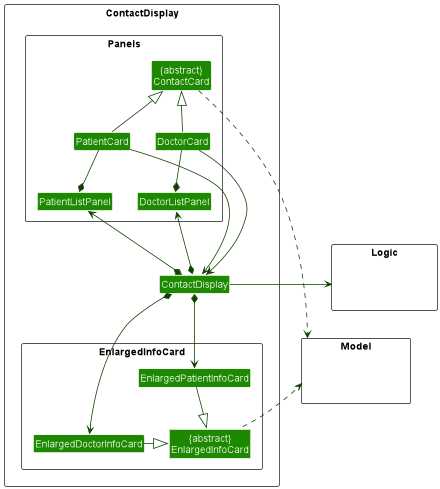 ContactDisplay
Panels
{abstract}
ContactCard
PatientCard
DoctorCard
PatientListPanel
DoctorListPanel
ContactDisplay
Logic
Model
EnlargedInfoCard
EnlargedPatientInfoCard
EnlargedDoctorInfoCard
{abstract}
EnlargedInfoCard